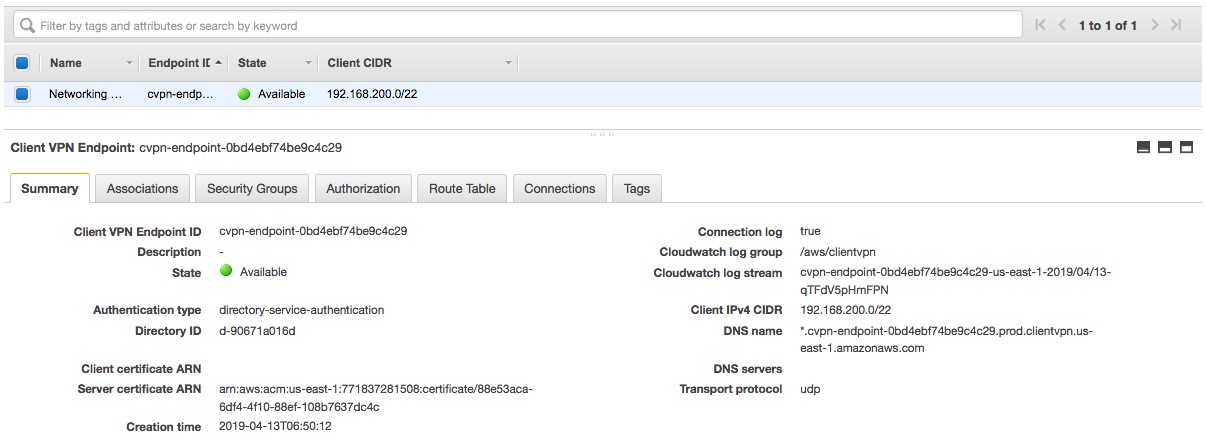 Filter by tags and attributes or search by keyword
1 to 1 of 1
Name Endpoint ID State Client CIDR
Networking ... cvpn-endp... Available 192.168.200.0/22
Client VPN Endpoint: cvpn-endpoint-0bd4ebf74be9c4c29
Summary Associations Security Groups Authorization Route Table Connections Tags
Client VPN Endpoint ID cvpn-endpoint-0bd4ebf74be9c4c29
Description -
State Available
Authentication type directory-service-authentication
Directory ID d-90671a016d
Client certificate ARN
Server certificate ARN arn:aws:acm:us-east-1:771837281508:certificate/88e53aca-
6df4-4f10-88ef-108b7637dc4c
Creation time 2019-04-13T06:50:12
Connection log true
Cloudwatch log group /aws/clientvpn
Cloudwatch log stream cvpn-endpoint-0bd4ebf74be9c4c29-us-east-1-2019/04/13-
qTFdV5pHmFPN
Client IPv4 CIDR 192.168.200.0/22
DNS name *.cvpn-endpoint-0bd4ebf74be9c4c29.prod.clientvpn.us-
east-1.amazonaws.com
DNS servers
Transport protocol udp